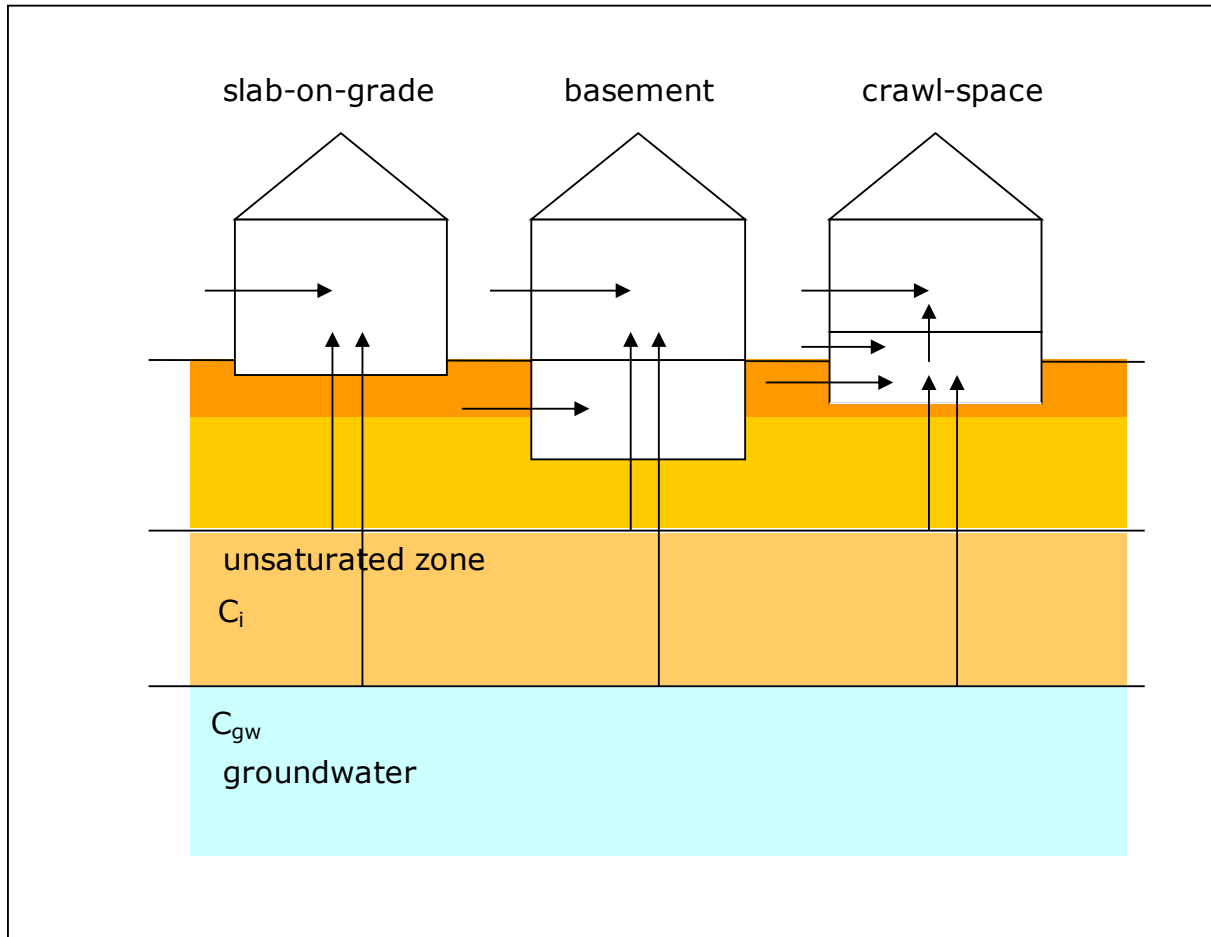 slab-on-grade basement crawl-space
unsaturated zone
Ci
Cgw
groundwater